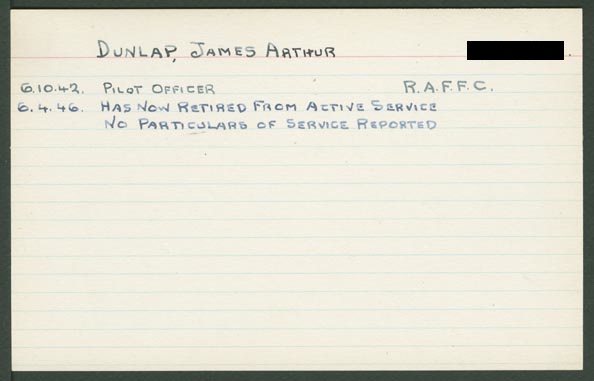 DUNLAP, JAMES ARTHUR
6.10.42. PILOT OFFICER R.A.F.F.C.
6.4.46. HAS NOW RETIRED FROM ACTIVE SERVICE
NO PARTICULARS OF SERVICE REPORTED